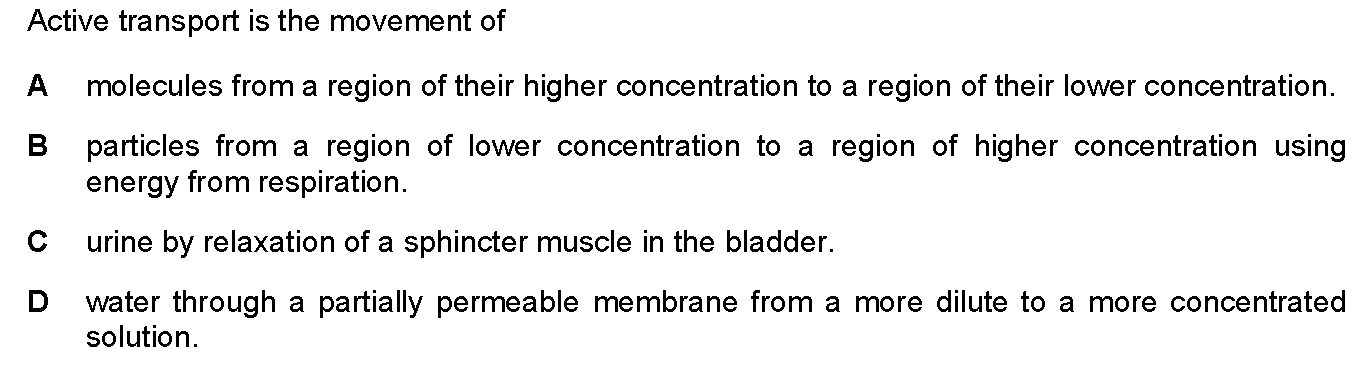 Active transport is the movement of
A molecules from a region of their higher concentration to a region of their lower concentration.
B particles from a region of lower concentration to a region of higher concentration using
energy from respiration.
C urine by relaxation of a sphincter muscle in the bladder.
D water through a partially permeable membrane from a more dilute to a more concentrated
solution.